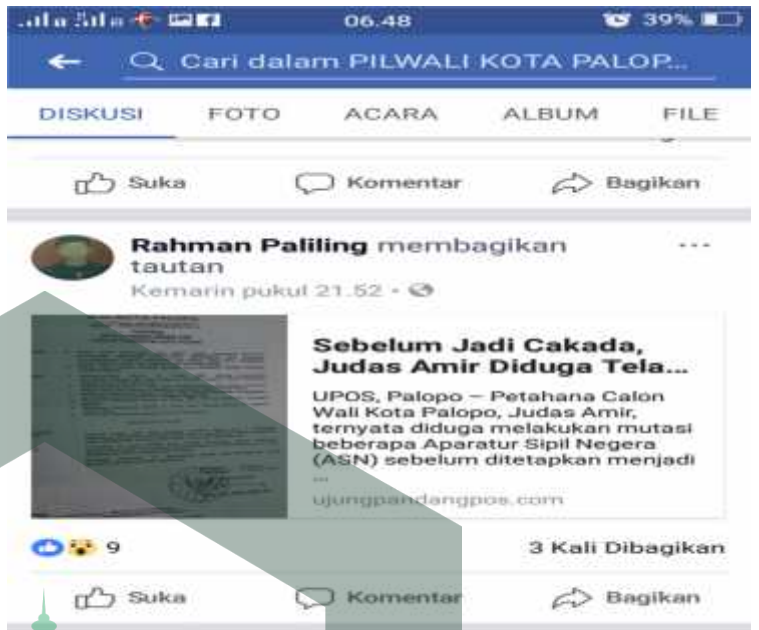 06.48
39%
Cari dalam PILWALI KOTA PALOP...
DISKUSI FOTO ACARA ALBUM FILE
Suka Komentar Bagikan
Rahman Paliling membagikan
tautan
Kemarin pukul 21.52
Sebelum Jadi Cakada,
Judas Amir Diduga Tela...
UPOS, Palopo – Petahana Calon
Wali Kota Palopo, Judas Amir,
ternyata diduga melakukan mutasi
beberapa Aparatur Sipil Negera
(ASN) sebelum ditetapkan menjadi
...
ujungpandangpos.com
9
3 Kali Dibagikan
Suka Komentar Bagikan